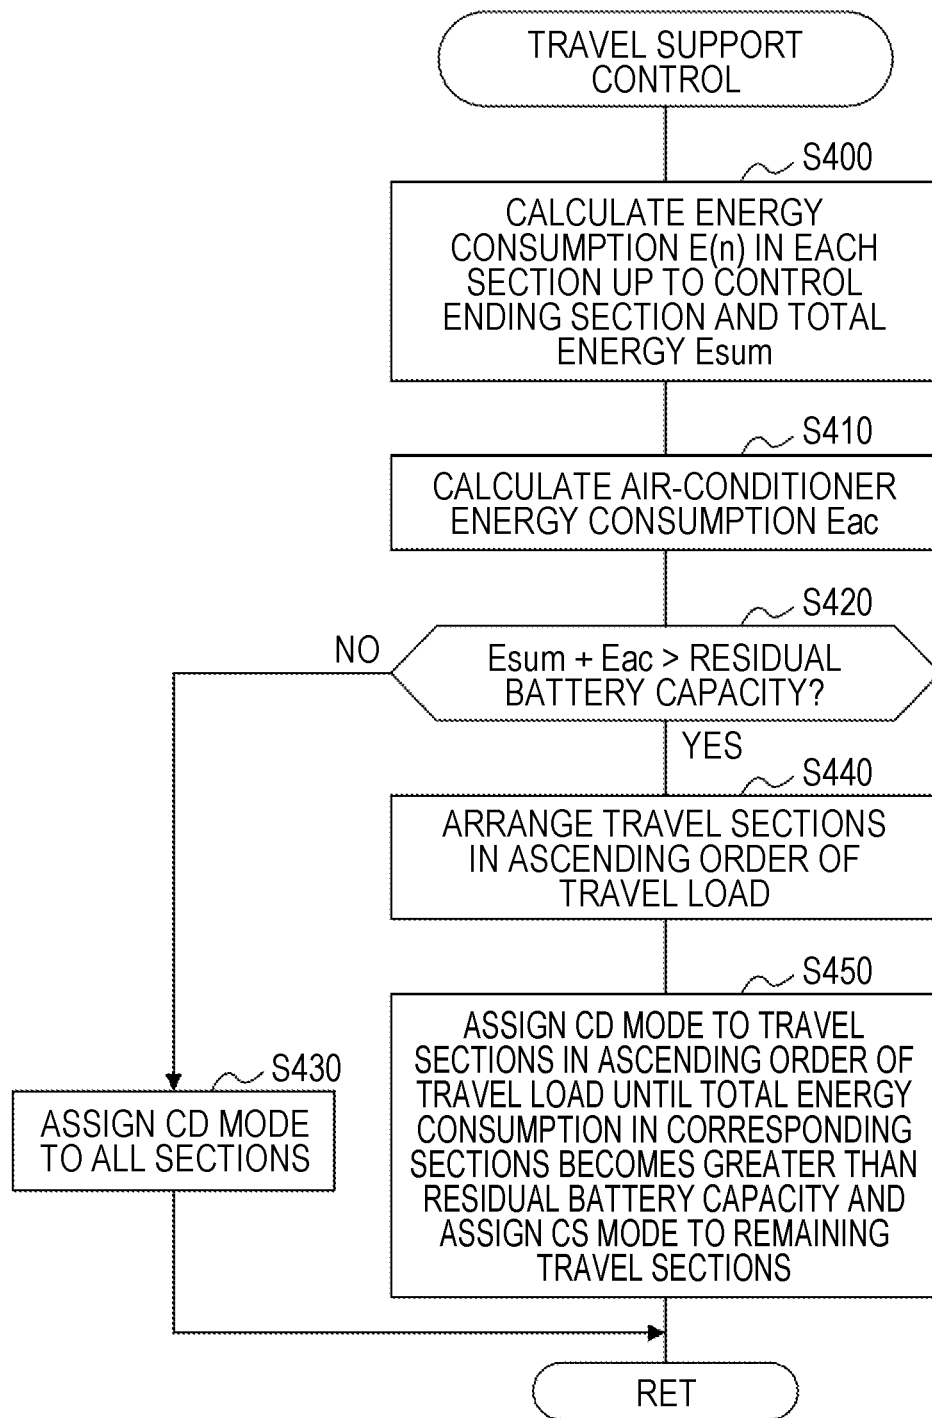 TRAVEL SUPPORT
CONTROL
S400
CALCULATE ENERGY
CONSUMPTION E(n) IN EACH
SECTION UP TO CONTROL
ENDING SECTION AND TOTAL
ENERGY Esum
S410
CALCULATE AIR-CONDITIONER
ENERGY CONSUMPTION Eac
S420
NO
Esum + Eac > RESIDUAL
BATTERY CAPACITY?
YES
S440
ARRANGE TRAVEL SECTIONS
IN ASCENDING ORDER OF
TRAVEL LOAD
S450
ASSIGN CD MODE TO TRAVEL
SECTIONS IN ASCENDING ORDER OF
TRAVEL LOAD UNTIL TOTAL ENERGY
CONSUMPTION IN CORRESPONDING
SECTIONS BECOMES GREATER THAN
RESIDUAL BATTERY CAPACITY AND
ASSIGN CS MODE TO REMAINING
TRAVEL SECTIONS
S430
ASSIGN CD MODE
TO ALL SECTIONS
RET